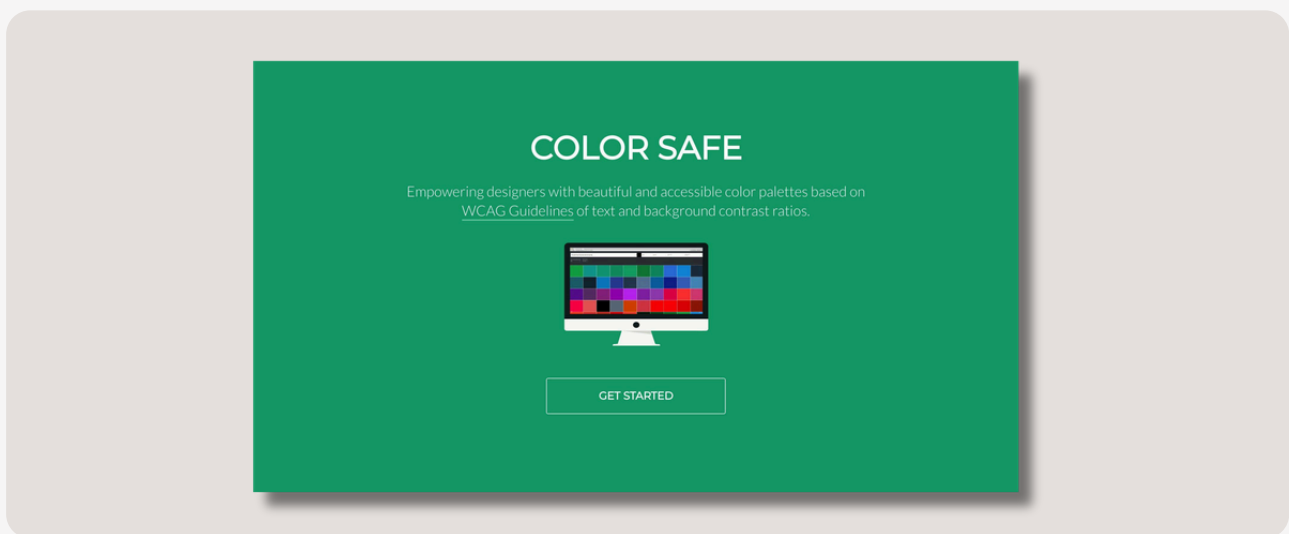 COLOR SAFE
Empowering designers with beautiful and accessible color palettes based on
WCAG Guidelines of text and background contrast ratios.
GET STARTED